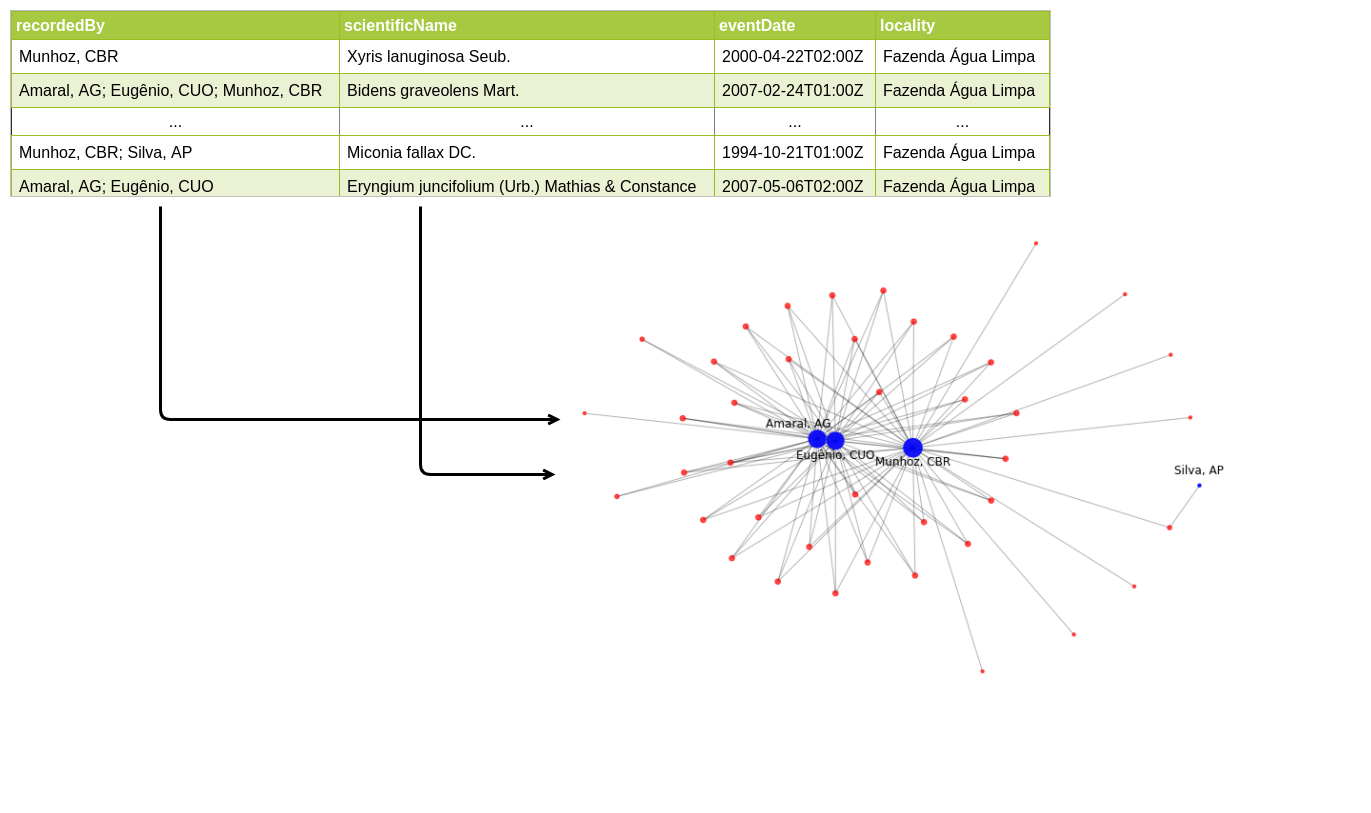 recordedBy scientificName eventDate locality
Munhoz, CBR Xyris lanuginosa Seub. 2000-04-22T02:00Z Fazenda Água Limpa
Amaral, AG; Eugênio, CUO; Munhoz, CBR Bidens graveolens Mart. 2007-02-24T01:00Z Fazenda Água Limpa
... ... ... ...
Munhoz, CBR; Silva, AP Miconia fallax DC. 1994-10-21T01:00Z Fazenda Água Limpa
Amaral, AG; Eugênio, CUO Eryngium juncifolium (Urb.) Mathias & Constance 2007-05-06T02:00Z Fazenda Água Limpa
Amaral, AG
Eugênio, CUO
Munhoz, CBR
Silva, AP